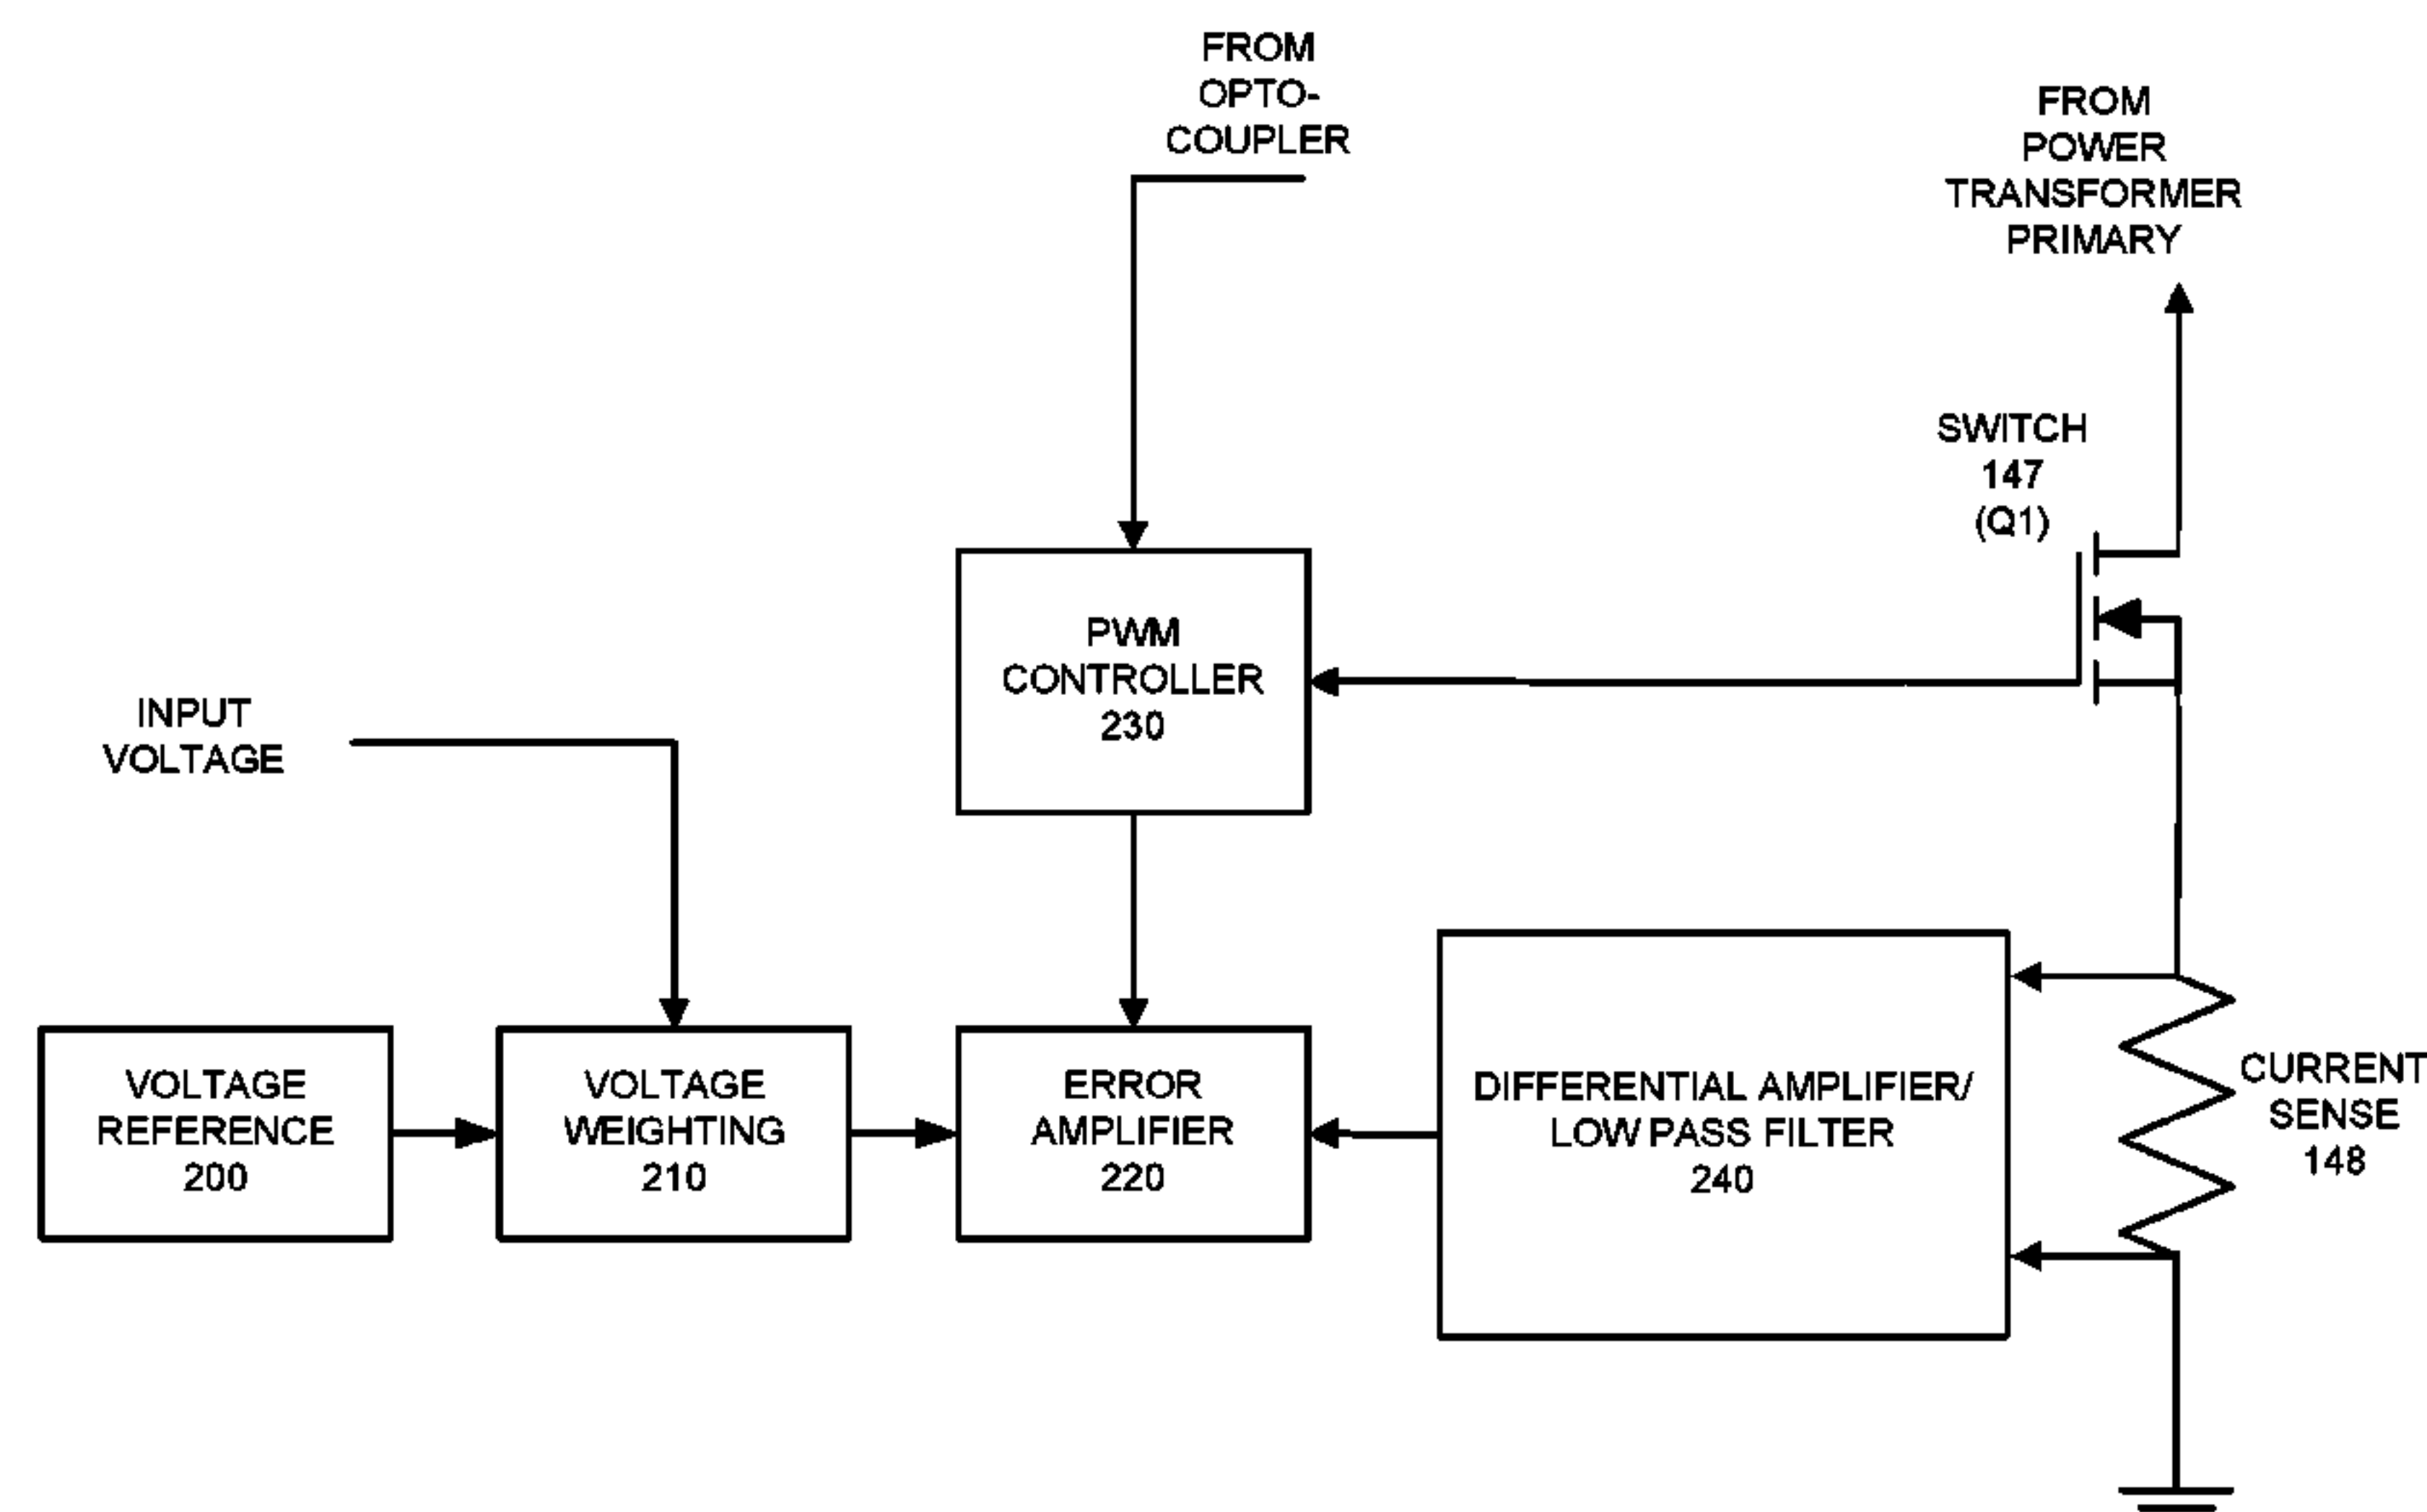 FROM
OPTO-
COUPLER
FROM
POWER
TRANSFORMER
PRIMARY
SWITCH
147
(Q1)
PWM
CONTROLLER
230
INPUT
VOLTAGE
VOLTAGE
REFERENCE
200
VOLTAGE
WEIGHTING
210
ERROR
AMPLIFIER
220
DIFFERENTIAL AMPLIFIER/
LOW PASS FILTER
240
CURRENT
SENSE
148